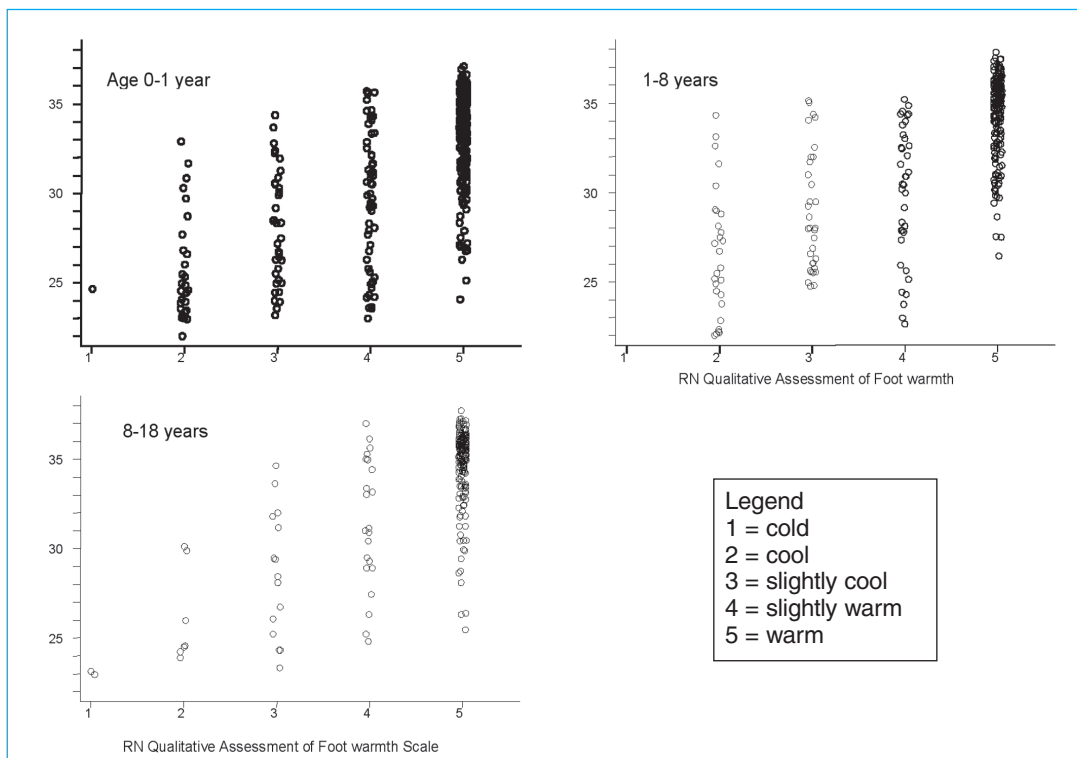 Age 0-1 year
35
30
25
1 2 3 4 5
1-8 years
35
30
25
1 2 3 4 5
RN Qualitative Assessment of Foot warmth
8-18 years
35
30
25
1 2 3 4 5
RN Qualitative Assessment of Foot warmth Scale
Legend
1 = cold
2 = cool
3 = slightly cool
4 = slightly warm
5 = warm